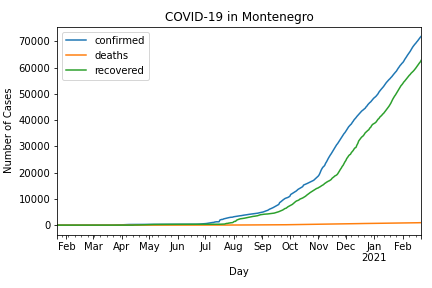 COVID-19 in Montenegro
confirmed
deaths
recovered
Number of Cases
70000
60000
50000
40000
30000
20000
10000
0
Feb Mar Apr May Jun Jul Aug Sep Oct Nov Dec Jan Feb
2021
Day